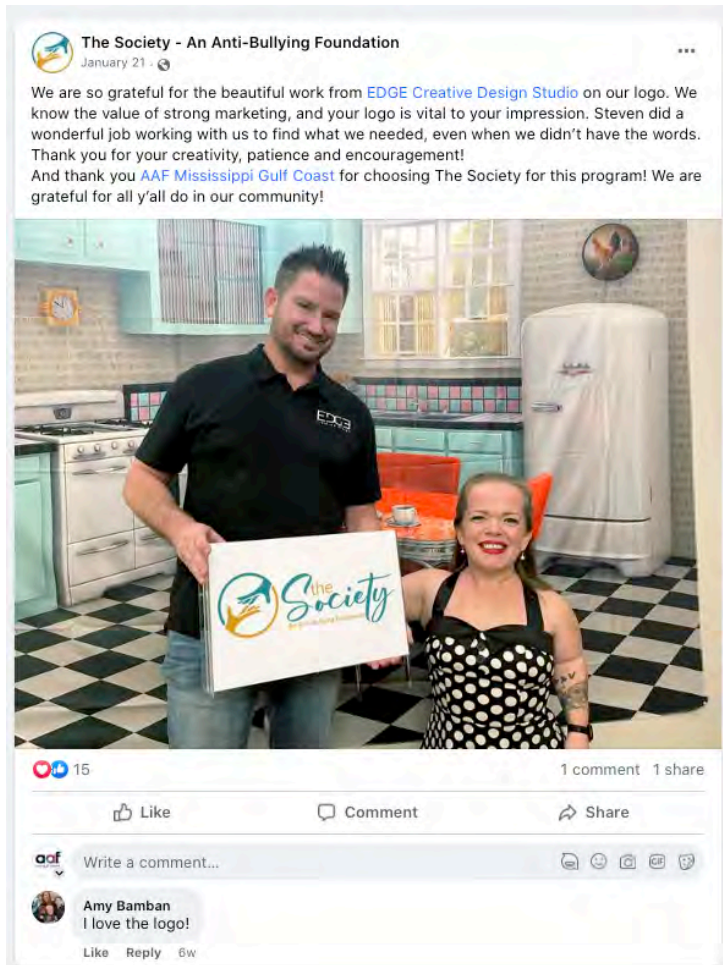 The Society - An Anti-Bullying Foundation
January 21 ·
We are so grateful for the beautiful work from EDGE Creative Design Studio on our logo. We
know the value of strong marketing, and your logo is vital to your impression. Steven did a
wonderful job working with us to find what we needed, even when we didn't have the words.
Thank you for your creativity, patience and encouragement!
And thank you AAF Mississippi Gulf Coast for choosing The Society for this program! We are
grateful for all y'all do in our community!
EDGE
the
Society
An Anti-Bullying Foundation
15
1 comment 1 share
Like Comment Share
aaf
Write a comment...
GIF
Amy Bamban
I love the logo!
Like Reply 6w